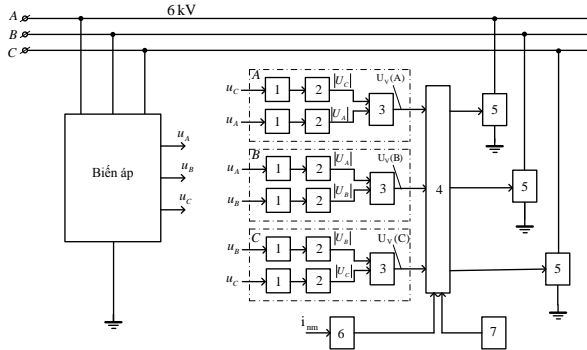 A 6 kV
B
C
Biến áp
u_A
u_B
u_C
A
u_C 1 2 |U_C| 3 U_V(A)
u_A 1 2 |U_A|
B
u_A 1 2 |U_A| 3 U_V(B)
u_B 1 2 |U_B|
C
u_B 1 2 |U_B| 3 U_V(C)
u_C 1 2 |U_C|
4
5
5
5
i_nm 6
7